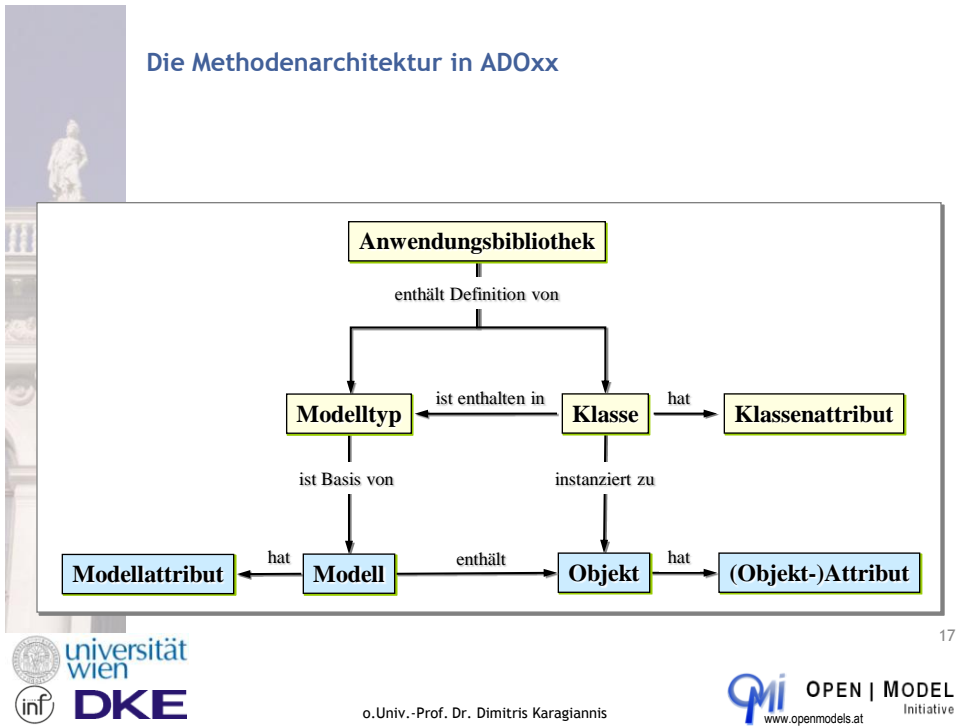 Die Methodenarchitektur in ADOxx
Anwendungsbibliothek
enthält Definition von
Modelltyp
ist enthalten in
Klasse
hat
Klassenattribut
ist Basis von
instanziert zu
Modellattribut
hat
Modell
enthält
Objekt
hat
(Objekt-)Attribut
17
universität
wien
inf
DKE
o.Univ.-Prof. Dr. Dimitris Karagiannis
OMi
www.openmodels.at
OPEN | MODEL
Initiative